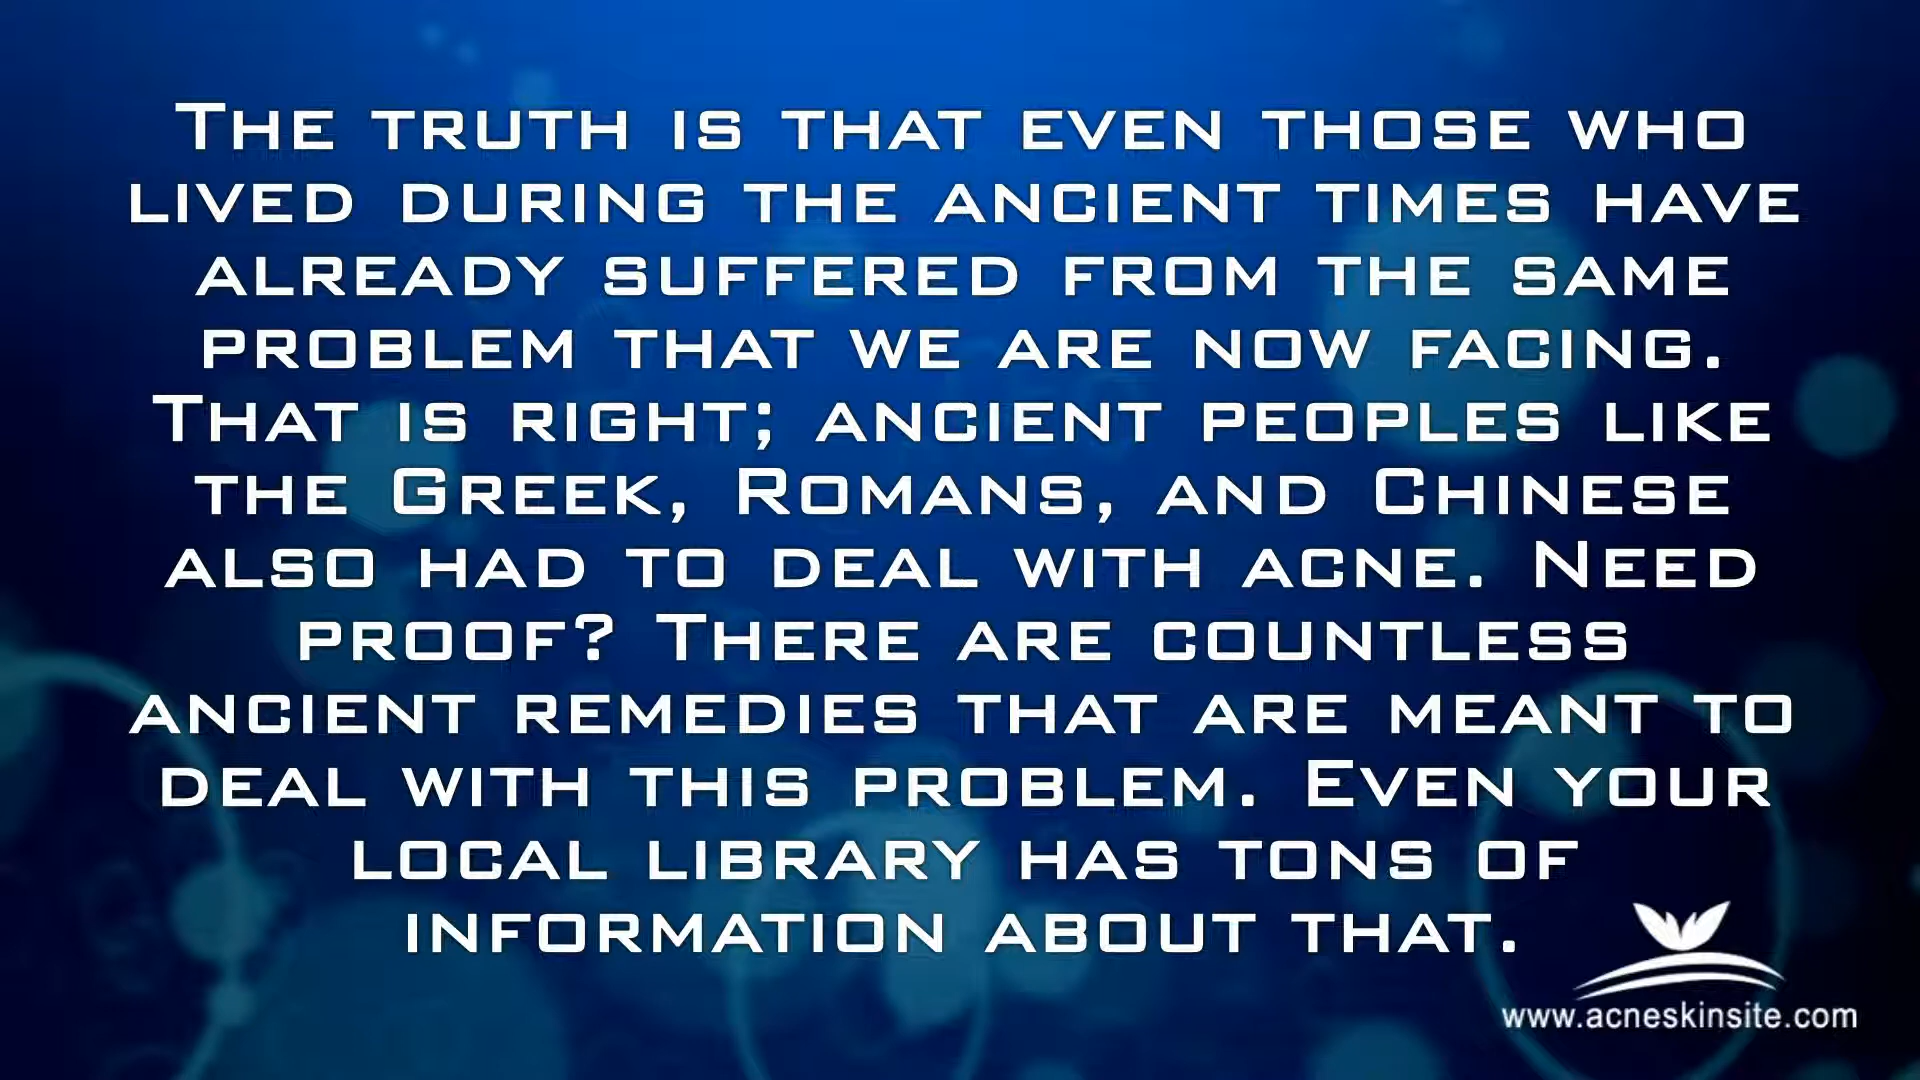 The truth is that even those who
lived during the ancient times have
already suffered from the same
problem that we are now facing.
That is right; ancient peoples like
the Greek, Romans, and Chinese
also had to deal with acne. Need
proof? There are countless
ancient remedies that are meant to
deal with this problem. Even your
local library has tons of
information about that.
www.acneskinsite.com